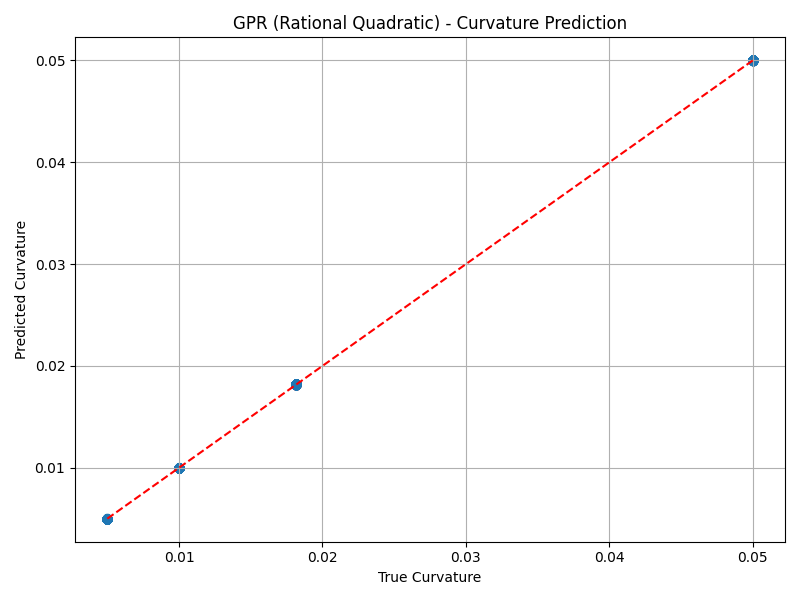 GPR (Rational Quadratic) - Curvature Prediction
0.05
0.04
0.03
0.02
0.01
Predicted Curvature
0.01 0.02 0.03 0.04 0.05
True Curvature